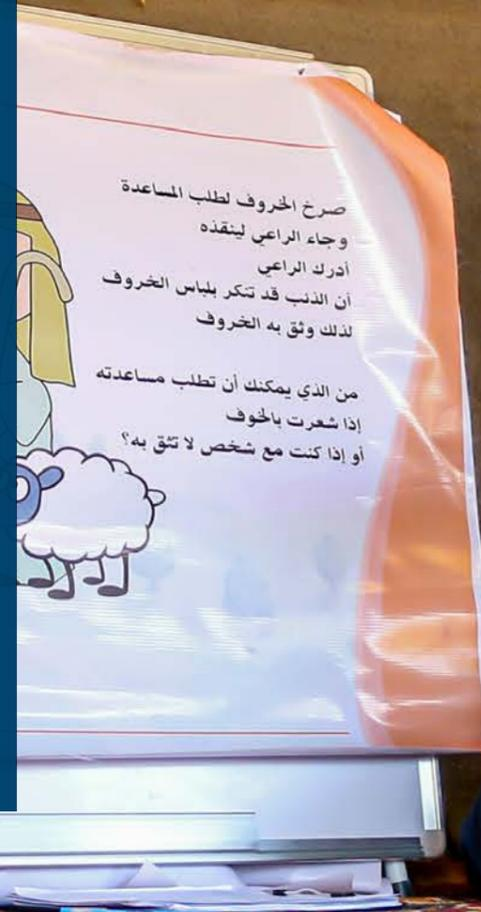 صرخ الخروف لطلب المساعدة
وجاء الراعي لينقذه
أدرك الراعي
أن الذئب قد تنكر بلباس الخروف
لذلك وثق به الخروف
من الذي يمكنك أن تطلب مساعدته
إذا شعرت بالخوف
أو إذا كنت مع شخص لا تثق به؟